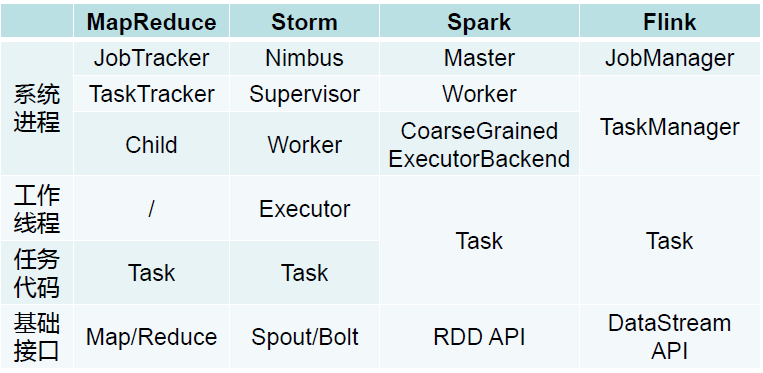 MapReduce Storm Spark Flink
系统
进程
JobTracker Nimbus Master JobManager
TaskTracker Supervisor Worker
TaskManager
Child Worker CoarseGrained
ExecutorBackend
工作
线程
/ Executor
Task Task
任务
代码
Task Task
基础
接口
Map/Reduce Spout/Bolt RDD API DataStream
API